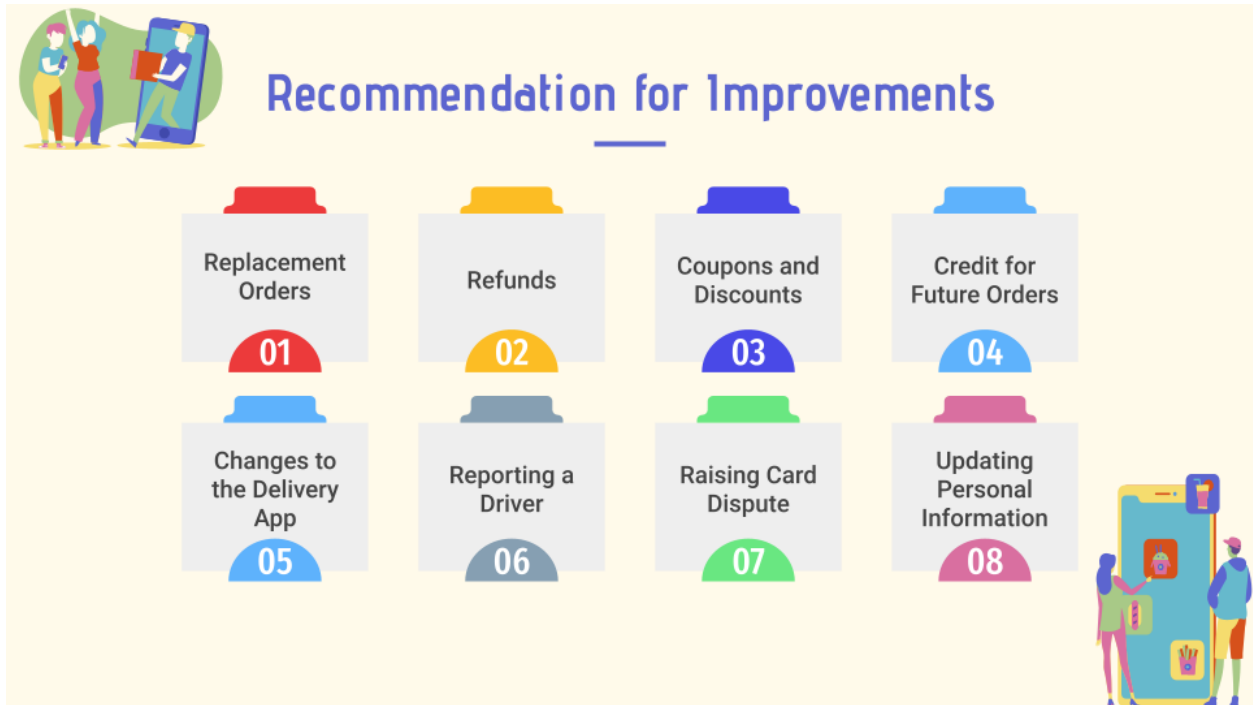 Recommendation for Improvements
Replacement
Orders
01
Refunds
02
Coupons and
Discounts
03
Credit for
Future Orders
04
Changes to
the Delivery
App
05
Reporting a
Driver
06
Raising Card
Dispute
07
Updating
Personal
Information
08